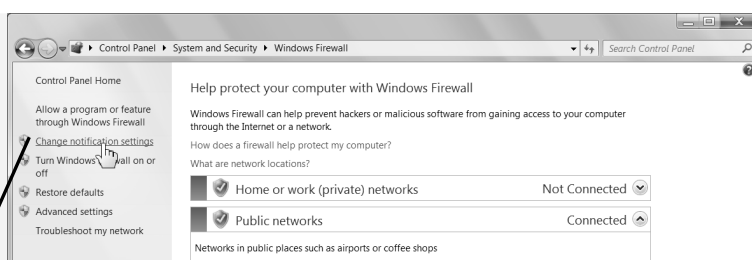 Control Panel ▸ System and Security ▸ Windows Firewall
Search Control Panel
Control Panel Home
Allow a program or feature
through Windows Firewall
Change notification settings
Turn Windows wall on or
off
Restore defaults
Advanced settings
Troubleshoot my network
Help protect your computer with Windows Firewall
Windows Firewall can help prevent hackers or malicious software from gaining access to your computer
through the Internet or a network.
How does a firewall help protect my computer?
What are network locations?
Home or work (private) networks Not Connected
Public networks Connected
Networks in public places such as airports or coffee shops